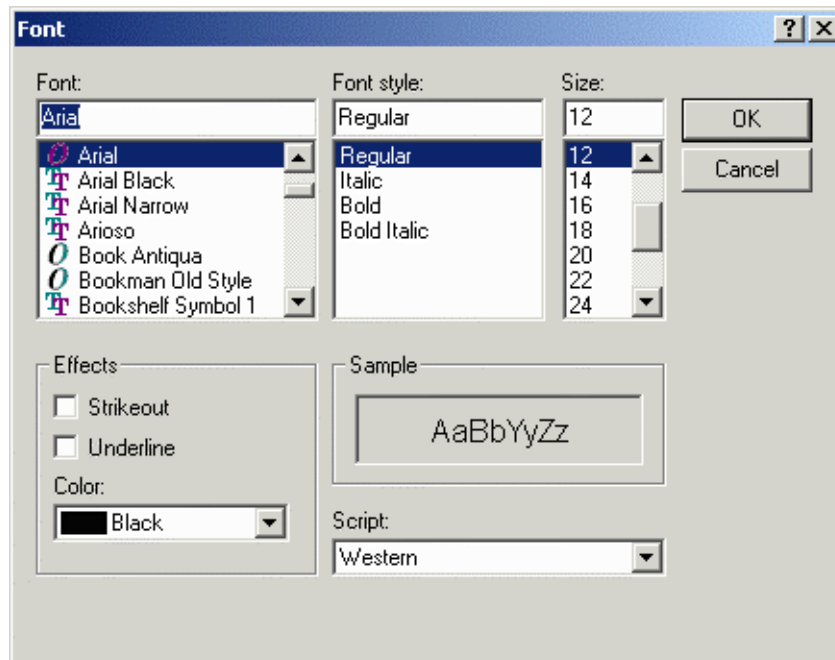 Font
Font: Font style: Size:
Arial Regular 12 OK
Arial Regular 12 Cancel
Arial Black Italic 14
Arial Narrow Bold 16
Arioso Bold Italic 18
Book Antiqua 20
Bookman Old Style 22
Bookshelf Symbol 1 24
Effects
Strikeout
Underline
Color:
Black
Sample
AaBbYyZz
Script:
Western